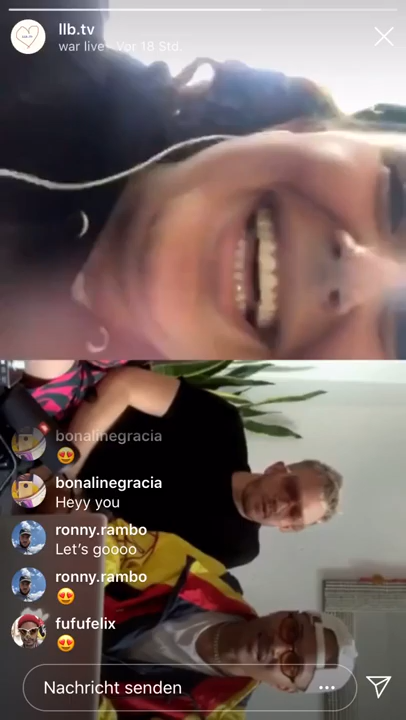 llb.tv
war live · Vor 18 Std.
bonalinegracia
😍
bonalinegracia
Heyy you
ronny.rambo
Let's goooo
ronny.rambo
😍
fufufelix
😍
Nachricht senden